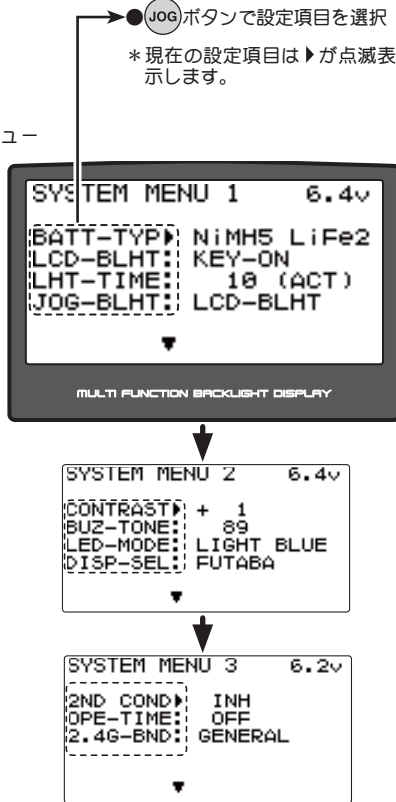 ●JOGボタンで設定項目を選択
＊現在の設定項目は▶が点滅表
示します。
ュー
SYSTEM MENU 1 6.4v
BATT-TYP▶ NiMH5 LiFe2
LCD-BLHT: KEY-ON
LHT-TIME: 10 (ACT)
JOG-BLHT: LCD-BLHT
▼
MULTI FUNCTION BACKLIGHT DISPLAY
SYSTEM MENU 2 6.4v
CONTRAST▶ + 1
BUZ-TONE: 89
LED-MODE: LIGHT BLUE
DISP-SEL: FUTABA
▼
SYSTEM MENU 3 6.2v
2ND COND▶ INH
OPE-TIME: OFF
2.4G-BND: GENERAL
▼